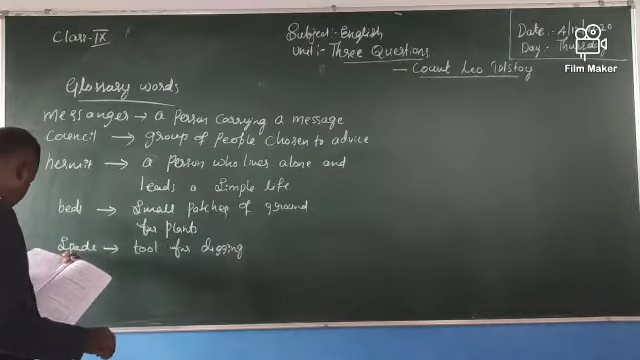 Class:- IX
Subject:- English
Unit:- Three Questions
— Count Leo Tolstoy
Date :-
Day :- Thursday
Film Maker
Glossary words
messanger → a person carrying a message
Council → group of people chosen to advice
hermit → a person who lives alone and
leads a simple life
beds → Small patches of ground
for plants
Spade → tool for digging